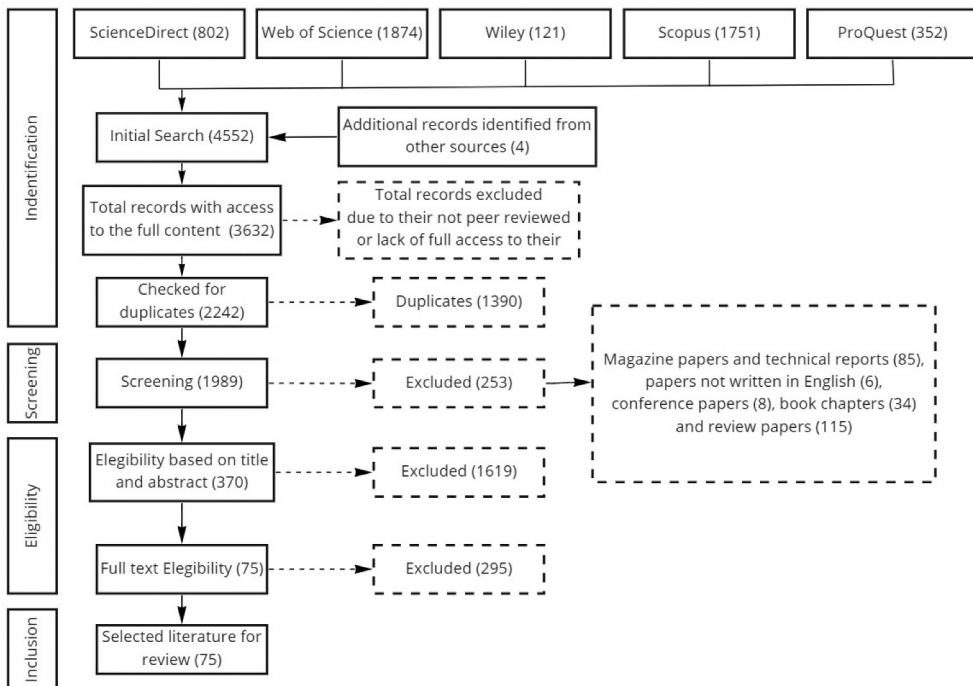 ScienceDirect (802)
Web of Science (1874)
Wiley (121)
Scopus (1751)
ProQuest (352)
Indentification
Initial Search (4552)
Additional records identified from
other sources (4)
Total records with access
to the full content (3632)
Total records excluded
due to their not peer reviewed
or lack of full access to their
Checked for
duplicates (2242)
Duplicates (1390)
Screening
Screening (1989)
Excluded (253)
Magazine papers and technical reports (85),
papers not written in English (6),
conference papers (8), book chapters (34)
and review papers (115)
Eligibility
Elegibility based on title
and abstract (370)
Excluded (1619)
Full text Elegibility (75)
Excluded (295)
Inclusion
Selected literature for
review (75)